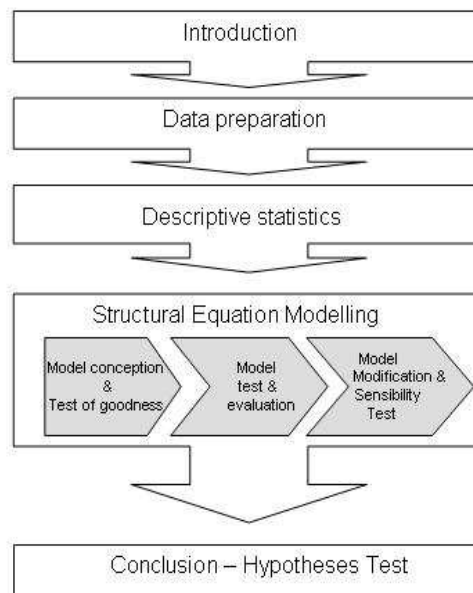 Introduction
Data preparation
Descriptive statistics
Structural Equation Modelling
Model conception
&
Test of goodness
Model
test &
evaluation
Model
Modification &
Sensibility
Test
Conclusion – Hypotheses Test